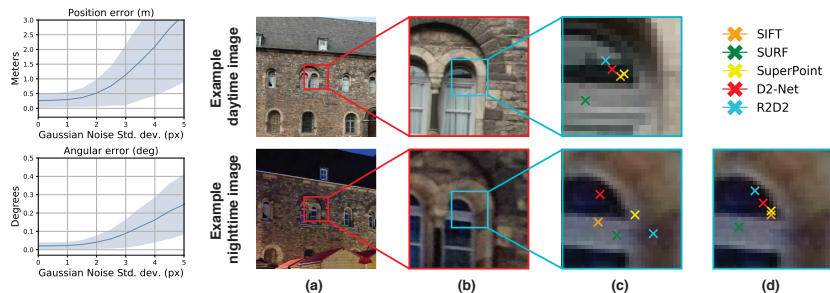 Position error (m)
Meters
3.0
2.5
2.0
1.5
1.0
0.5
0.0
0 1 2 3 4 5
Gaussian Noise Std. dev. (px)
Angular error (deg)
Degrees
0.5
0.4
0.3
0.2
0.1
0.0
0 1 2 3 4 5
Gaussian Noise Std. dev. (px)
Example
daytime image
Example
nighttime image
SIFT
SURF
SuperPoint
D2-Net
R2D2
(a)
(b)
(c)
(d)